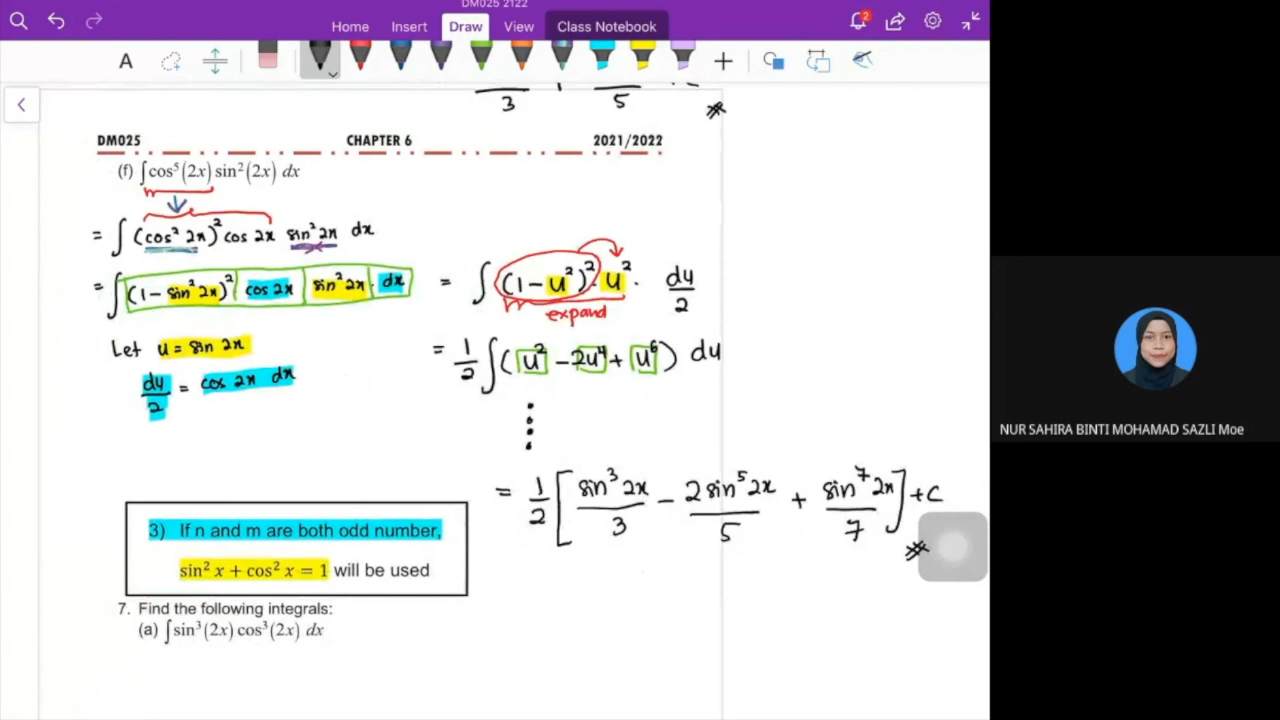 DM025 2122
Home Insert Draw View Class Notebook
2
A
3 5
DM025 CHAPTER 6 2021/2022
(f) ∫cos⁵(2x) sin²(2x) dx
= ∫ (cos² 2x)² cos 2x sin² 2x dx
= ∫ (1 − sin² 2x)² cos 2x sin² 2x · dx
Let u = sin 2x
du/2 = cos 2x dx
= ∫ (1 − u²)² · u² · du/2
expand
= 1/2 ∫ (u² − 2u⁴ + u⁶) du
= 1/2 [sin³ 2x/3 − 2 sin⁵ 2x/5 + sin⁷ 2x/7] + C
3) If n and m are both odd number,
sin² x + cos² x = 1 will be used
7. Find the following integrals:
(a) ∫sin³(2x) cos³(2x) dx
NUR SAHIRA BINTI MOHAMAD SAZLI Moe